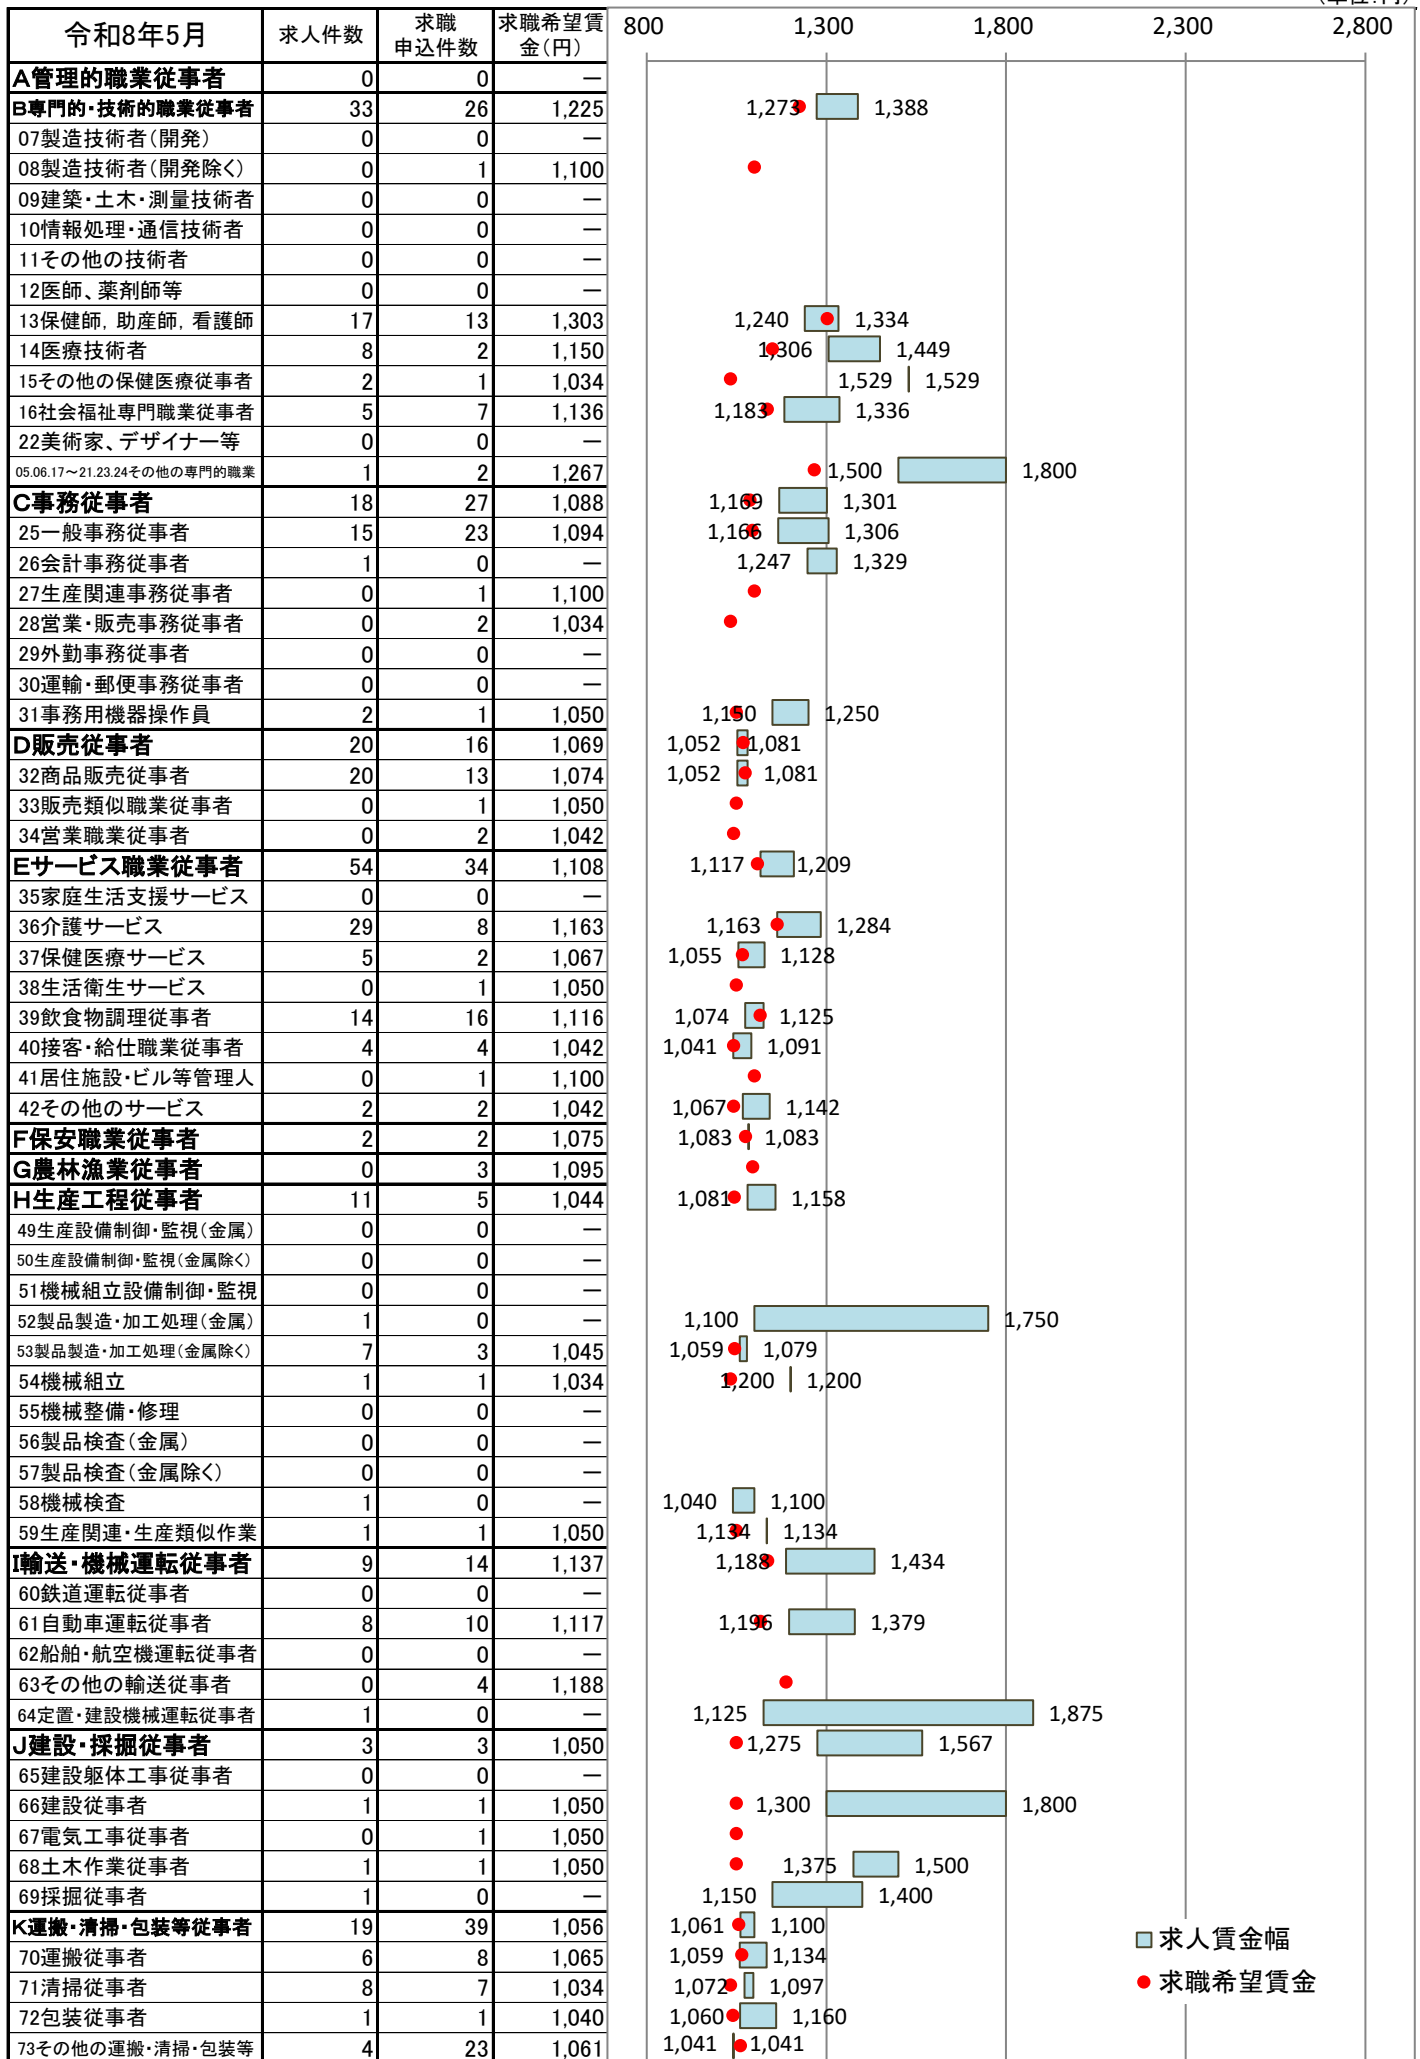 (単位:円)
令和8年5月 求人件数 求職申込件数 求職希望賃金(円) 800 1,300 1,800 2,300 2,800
A管理的職業従事者 0 0 ―
B専門的・技術的職業従事者 33 26 1,225 1,273 1,388
07製造技術者(開発) 0 0 ―
08製造技術者(開発除く) 0 1 1,100
09建築・土木・測量技術者 0 0 ―
10情報処理・通信技術者 0 0 ―
11その他の技術者 0 0 ―
12医師、薬剤師等 0 0 ―
13保健師, 助産師, 看護師 17 13 1,303 1,240 1,334
14医療技術者 8 2 1,150 1,306 1,449
15その他の保健医療従事者 2 1 1,034 1,529 1,529
16社会福祉専門職業従事者 5 7 1,136 1,183 1,336
22美術家、デザイナー等 0 0 ―
05.06.17～21.23.24その他の専門的職業 1 2 1,267 1,500 1,800
C事務従事者 18 27 1,088 1,169 1,301
25一般事務従事者 15 23 1,094 1,166 1,306
26会計事務従事者 1 0 ― 1,247 1,329
27生産関連事務従事者 0 1 1,100
28営業・販売事務従事者 0 2 1,034
29外勤事務従事者 0 0 ―
30運輸・郵便事務従事者 0 0 ―
31事務用機器操作員 2 1 1,050 1,150 1,250
D販売従事者 20 16 1,069 1,052 1,081
32商品販売従事者 20 13 1,074 1,052 1,081
33販売類似職業従事者 0 1 1,050
34営業職業従事者 0 2 1,042
Eサービス職業従事者 54 34 1,108 1,117 1,209
35家庭生活支援サービス 0 0 ―
36介護サービス 29 8 1,163 1,163 1,284
37保健医療サービス 5 2 1,067 1,055 1,128
38生活衛生サービス 0 1 1,050
39飲食物調理従事者 14 16 1,116 1,074 1,125
40接客・給仕職業従事者 4 4 1,042 1,041 1,091
41居住施設・ビル等管理人 0 1 1,100
42その他のサービス 2 2 1,042 1,067 1,142
F保安職業従事者 2 2 1,075 1,083 1,083
G農林漁業従事者 0 3 1,095
H生産工程従事者 11 5 1,044 1,081 1,158
49生産設備制御・監視(金属) 0 0 ―
50生産設備制御・監視(金属除く) 0 0 ―
51機械組立設備制御・監視 0 0 ―
52製品製造・加工処理(金属) 1 0 ― 1,100 1,750
53製品製造・加工処理(金属除く) 7 3 1,045 1,059 1,079
54機械組立 1 1 1,034 1,200 1,200
55機械整備・修理 0 0 ―
56製品検査(金属) 0 0 ―
57製品検査(金属除く) 0 0 ―
58機械検査 1 0 ― 1,040 1,100
59生産関連・生産類似作業 1 1 1,050 1,134 1,134
I輸送・機械運転従事者 9 14 1,137 1,188 1,434
60鉄道運転従事者 0 0 ―
61自動車運転従事者 8 10 1,117 1,196 1,379
62船舶・航空機運転従事者 0 0 ―
63その他の輸送従事者 0 4 1,188
64定置・建設機械運転従事者 1 0 ― 1,125 1,875
J建設・採掘従事者 3 3 1,050 1,275 1,567
65建設躯体工事従事者 0 0 ―
66建設従事者 1 1 1,050 1,300 1,800
67電気工事従事者 0 1 1,050
68土木作業従事者 1 1 1,050 1,375 1,500
69採掘従事者 1 0 ― 1,150 1,400
K運搬・清掃・包装等従事者 19 39 1,056 1,061 1,100
求人賃金幅
70運搬従事者 6 8 1,065 1,059 1,134
求職希望賃金
71清掃従事者 8 7 1,034 1,072 1,097
72包装従事者 1 1 1,040 1,060 1,160
73その他の運搬・清掃・包装等 4 23 1,061 1,041 1,041